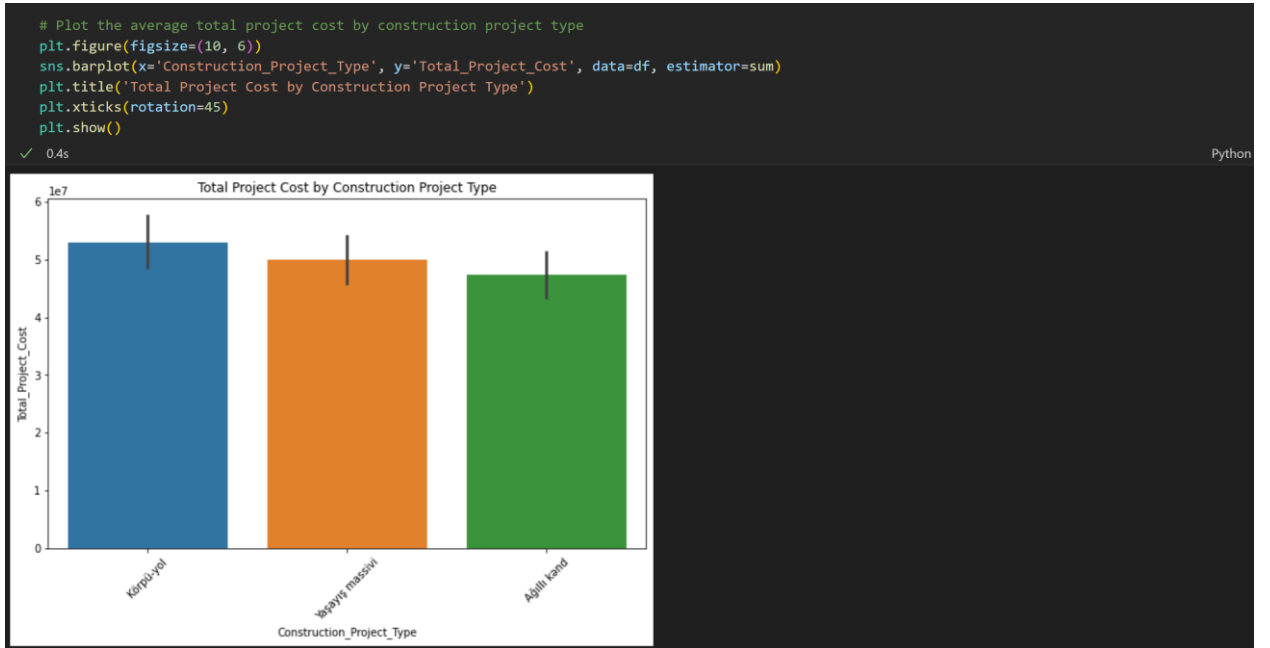 # Plot the average total project cost by construction project type
plt.figure(figsize=(10, 6))
sns.barplot(x='Construction_Project_Type', y='Total_Project_Cost', data=df, estimator=sum)
plt.title('Total Project Cost by Construction Project Type')
plt.xticks(rotation=45)
plt.show()
✓ 0.4s
Python
1e7
Total Project Cost by Construction Project Type
6
5
4
3
2
1
0
Total_Project_Cost
Körpü-yol
Yaşayış massivi
Ağıllı kənd
Construction_Project_Type